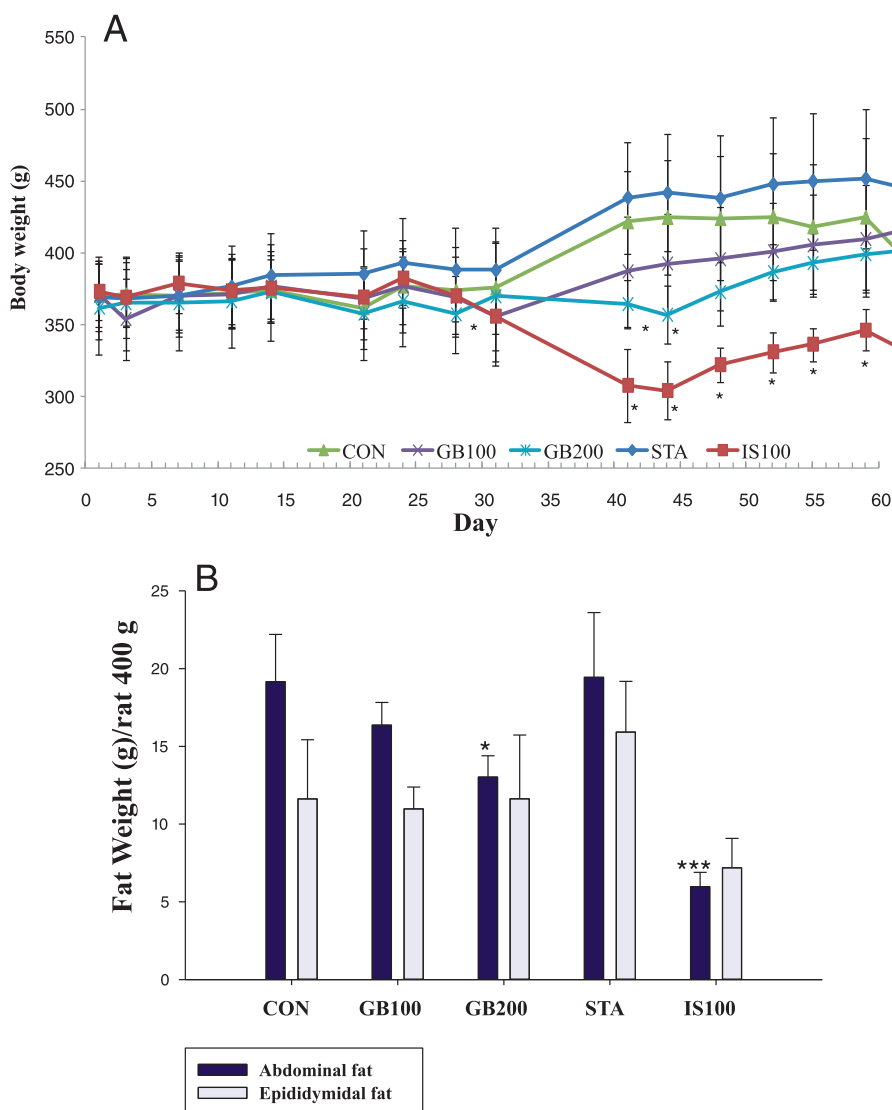 A
550
500
450
400
350
300
250
Body weight (g)
* * *
* * * * * *
CON GB100 GB200 STA IS100
0 5 10 15 20 25 30 35 40 45 50 55 60
Day
B
25
20
15
10
5
0
Fat Weight (g)/rat 400 g
*
***
CON GB100 GB200 STA IS100
Abdominal fat
Epididymidal fat